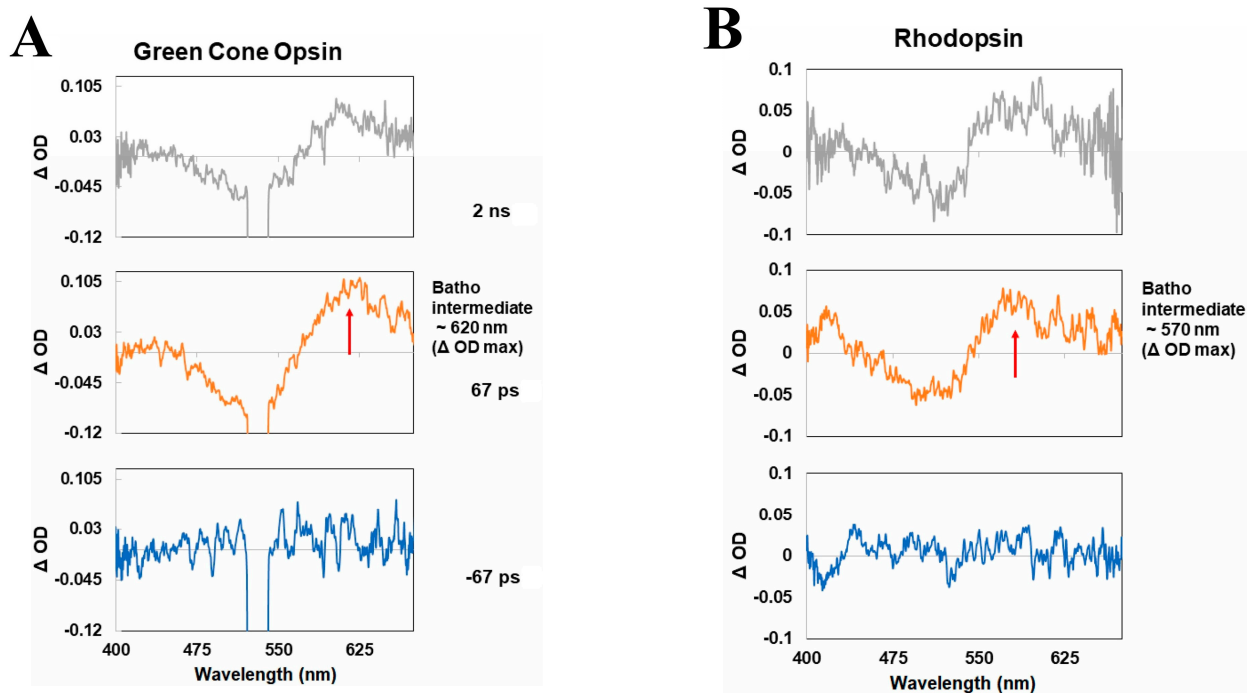 A
Green Cone Opsin
0.105
0.03
-0.045
-0.12
Δ OD
2 ns
0.105
0.03
-0.045
-0.12
Δ OD
Batho
intermediate
~ 620 nm
(Δ OD max)
67 ps
0.105
0.03
-0.045
-0.12
Δ OD
-67 ps
400
475
550
625
Wavelength (nm)
B
Rhodopsin
0.1
0.05
0
-0.05
-0.1
Δ OD
0.1
0.05
0
-0.05
-0.1
Δ OD
Batho
intermediate
~ 570 nm
(Δ OD max)
0.1
0.05
0
-0.05
-0.1
Δ OD
400
475
550
625
Wavelength (nm)